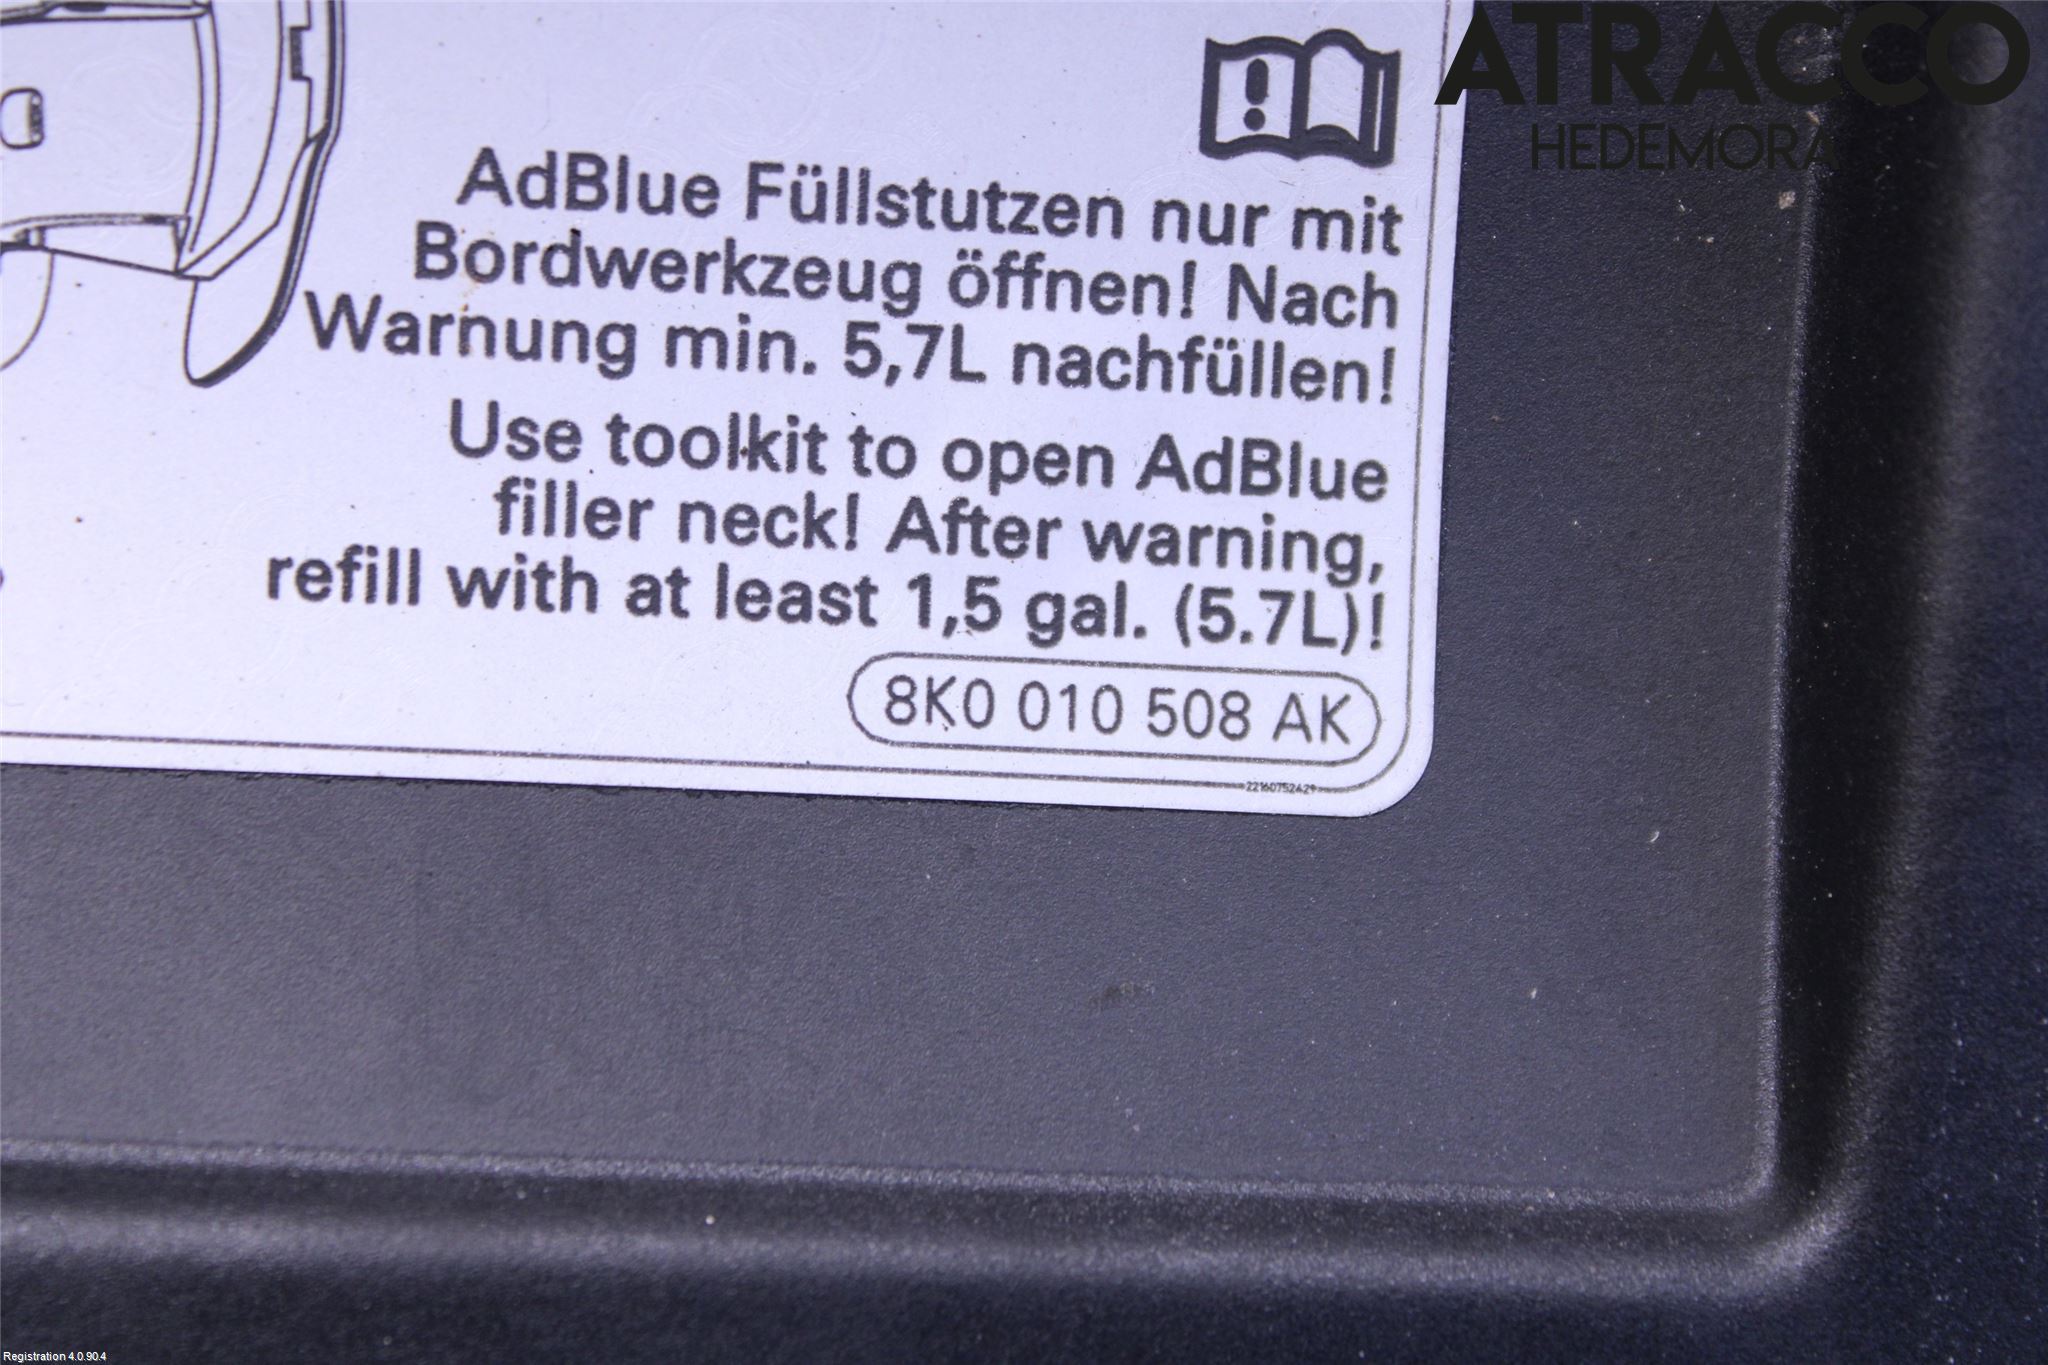 ATRACCO
HEDEMORA
AdBlue Füllstutzen nur mit
Bordwerkzeug öffnen! Nach
Warnung min. 5,7L nachfüllen!
Use toolkit to open AdBlue
filler neck! After warning,
refill with at least 1,5 gal. (5.7L)!
8K0 010 508 AK
22160752429
Registration 4.0.90.4